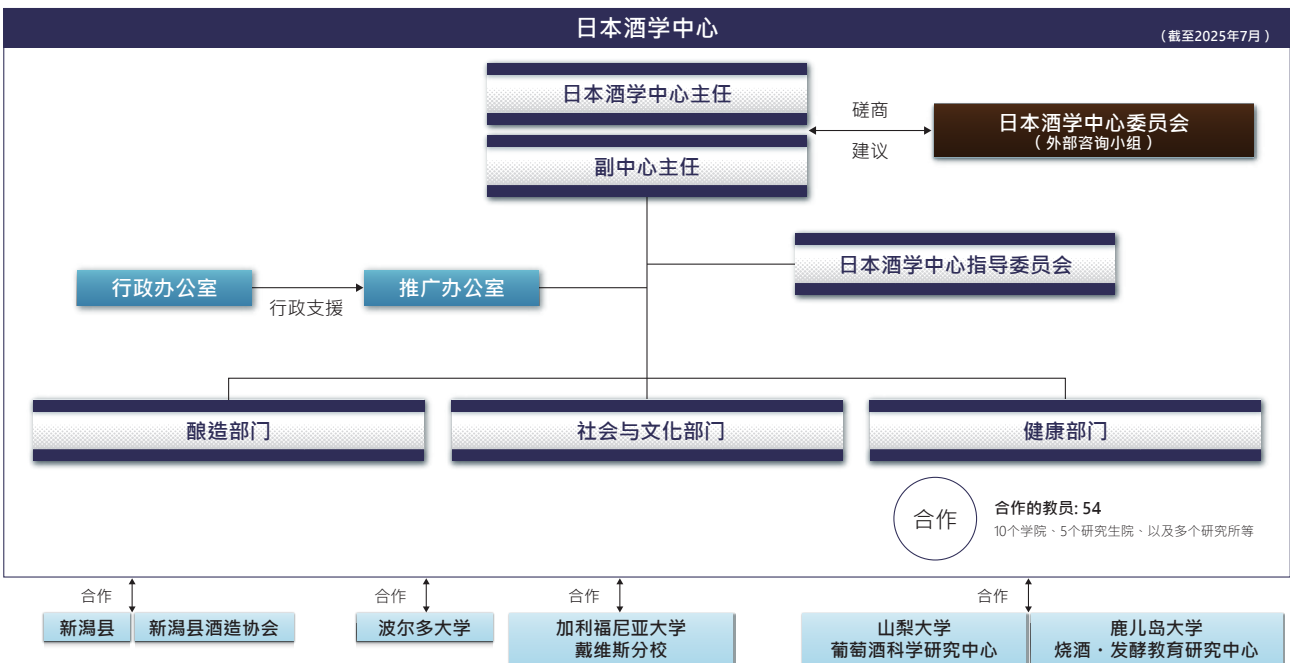 日本酒学中心
（截至2025年7月）
日本酒学中心主任
副中心主任
磋商
建议
日本酒学中心委员会
（外部咨询小组）
日本酒学中心指导委员会
行政办公室
行政支援
推广办公室
酿造部门
社会与文化部门
健康部门
合作
合作的教员: 54
10个学院、5个研究生院、以及多个研究所等
合作
合作
合作
合作
新潟县
新潟县酒造协会
波尔多大学
加利福尼亚大学
戴维斯分校
山梨大学
葡萄酒科学研究中心
鹿儿岛大学
烧酒・发酵教育研究中心